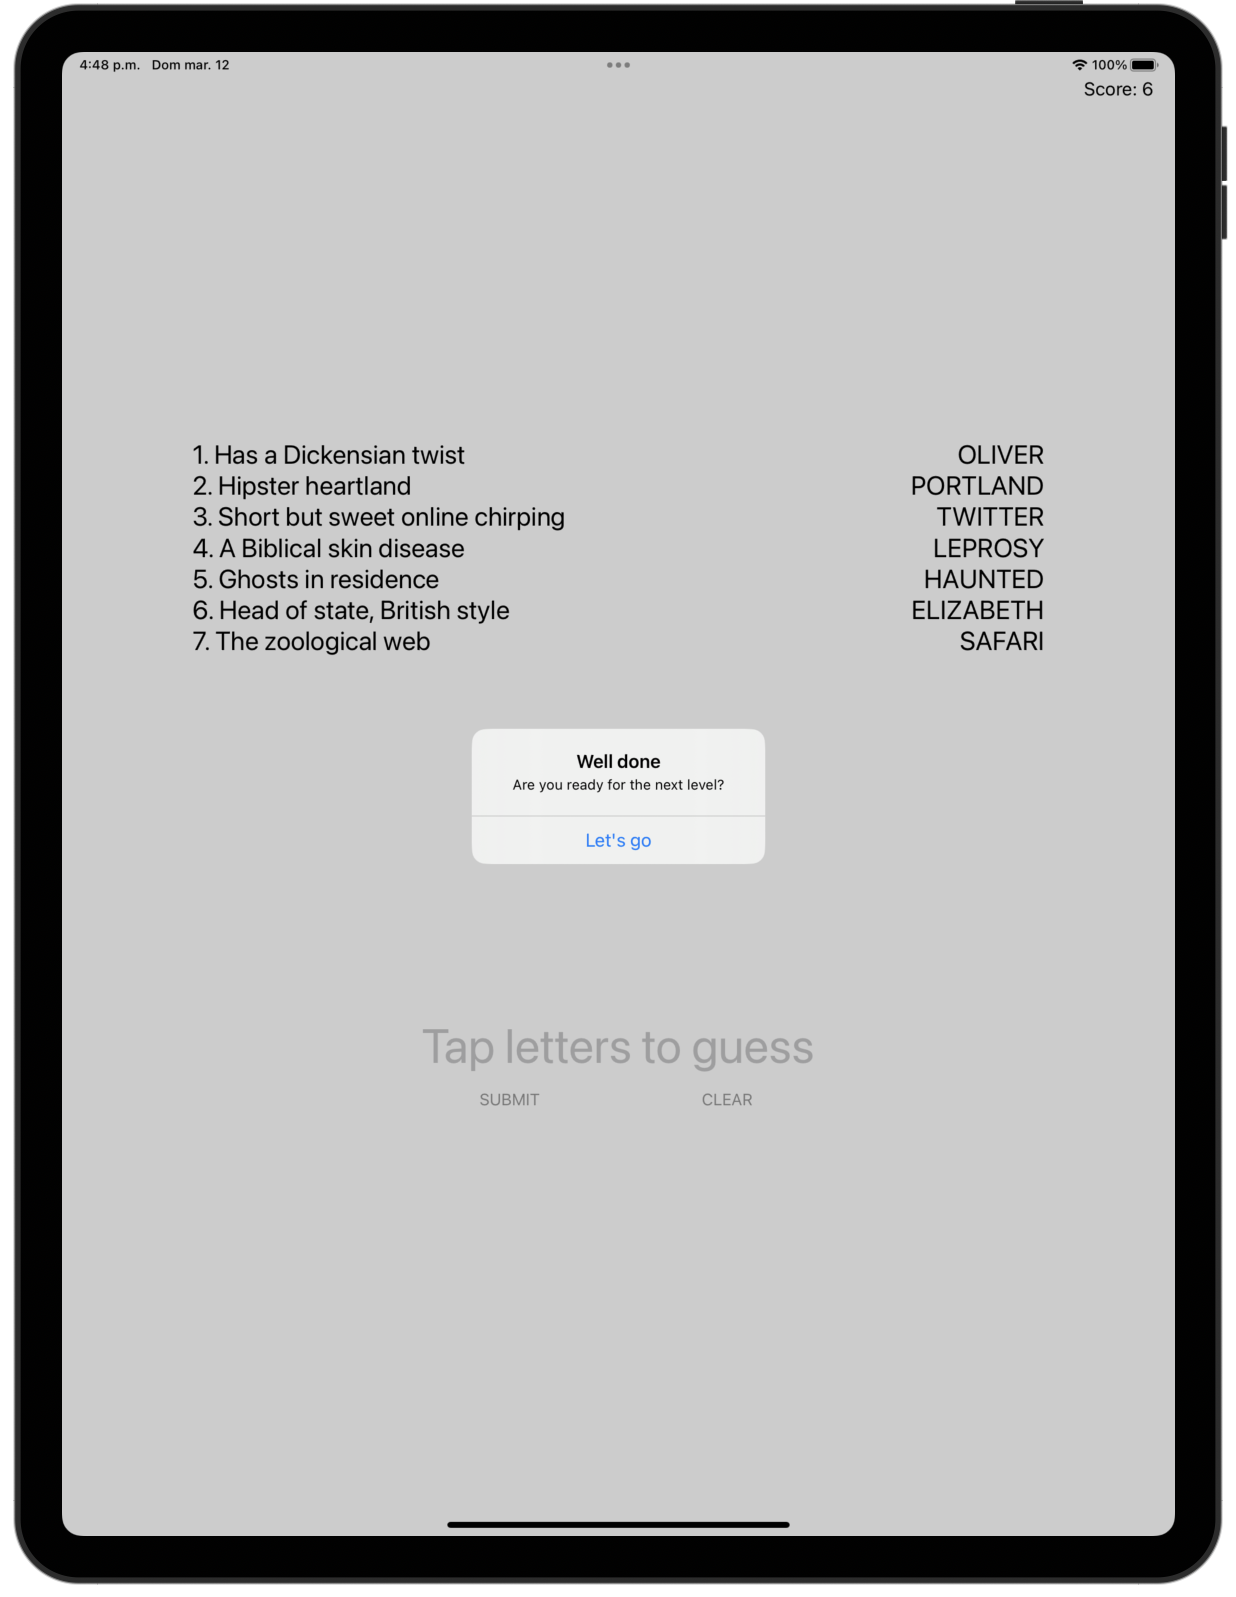 4:48 p.m. Dom mar. 12
100%
Score: 6
1. Has a Dickensian twist OLIVER
2. Hipster heartland PORTLAND
3. Short but sweet online chirping TWITTER
4. A Biblical skin disease LEPROSY
5. Ghosts in residence HAUNTED
6. Head of state, British style ELIZABETH
7. The zoological web SAFARI
Well done
Are you ready for the next level?
Let's go
Tap letters to guess
SUBMIT CLEAR